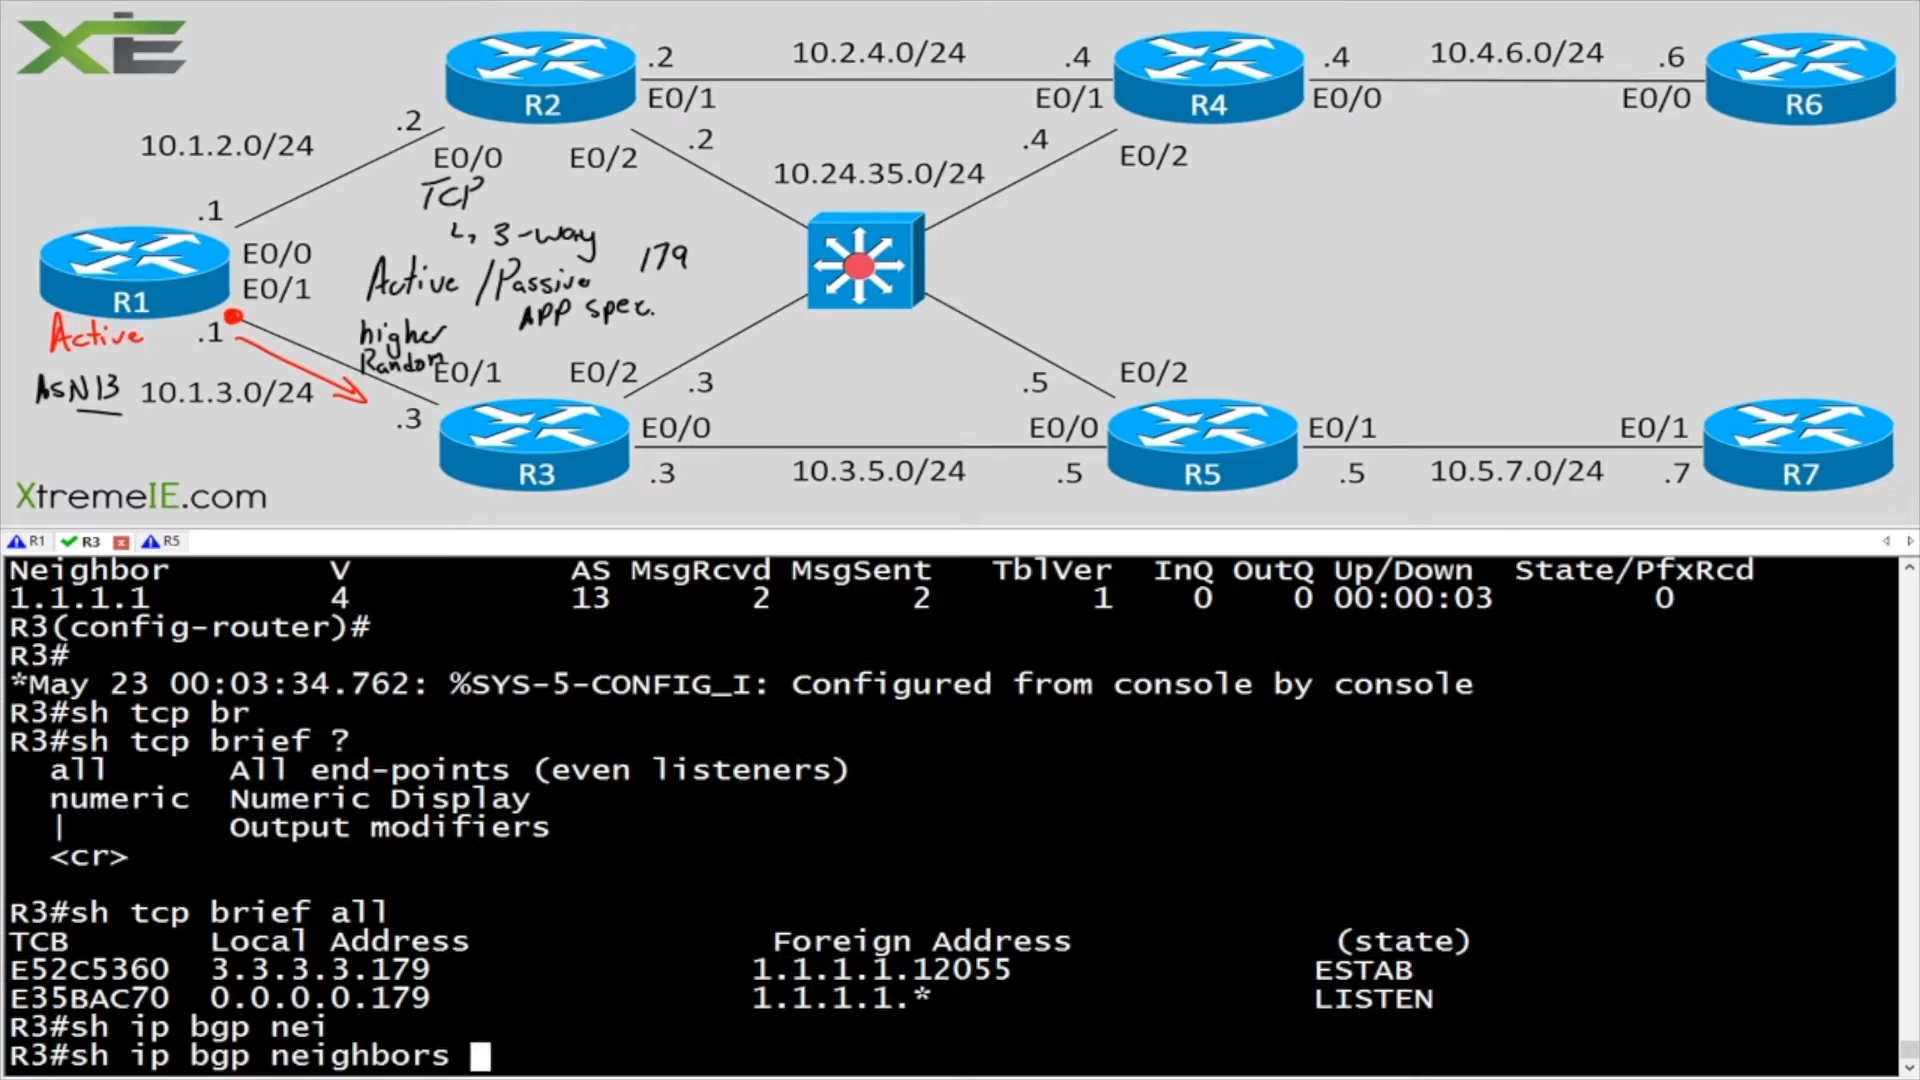 XIE
.2
10.2.4.0/24
.4
.4
10.4.6.0/24
.6
R2
E0/1
E0/1
R4
E0/0
E0/0
R6
10.1.2.0/24
.2
E0/0
E0/2
.2
.4
E0/2
10.24.35.0/24
TCP
↳ 3-way
179
.1
E0/0
E0/1
R1
Active / Passive
APP spec.
Active
.1
higher
Random
ASN13
10.1.3.0/24
E0/1
E0/2
.3
.5
E0/2
.3
R3
E0/0
.3
10.3.5.0/24
E0/0
.5
R5
E0/1
.5
10.5.7.0/24
E0/1
.7
R7
XtremeIE.com
R1
R3
R5
Neighbor V AS MsgRcvd MsgSent TblVer InQ OutQ Up/Down State/PfxRcd
1.1.1.1 4 13 2 2 1 0 0 00:00:03 0
R3(config-router)#
R3#
*May 23 00:03:34.762: %SYS-5-CONFIG_I: Configured from console by console
R3#sh tcp br
R3#sh tcp brief ?
all All end-points (even listeners)
numeric Numeric Display
| Output modifiers
<cr>
R3#sh tcp brief all
TCB Local Address Foreign Address (state)
E52C5360 3.3.3.3.179 1.1.1.1.12055 ESTAB
E35BAC70 0.0.0.0.179 1.1.1.1.* LISTEN
R3#sh ip bgp nei
R3#sh ip bgp neighbors